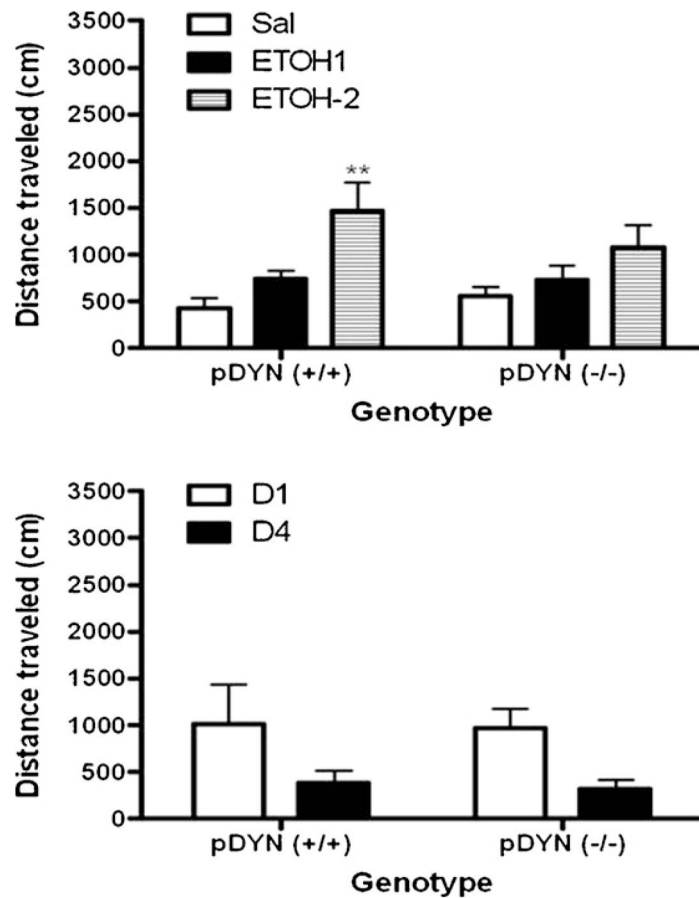 3500
3000
2500
2000
1500
1000
500
0
Distance traveled (cm)
Sal
ETOH1
ETOH-2
**
pDYN (+/+) pDYN (-/-)
Genotype
3500
3000
2500
2000
1500
1000
500
0
Distance traveled (cm)
D1
D4
pDYN (+/+) pDYN (-/-)
Genotype